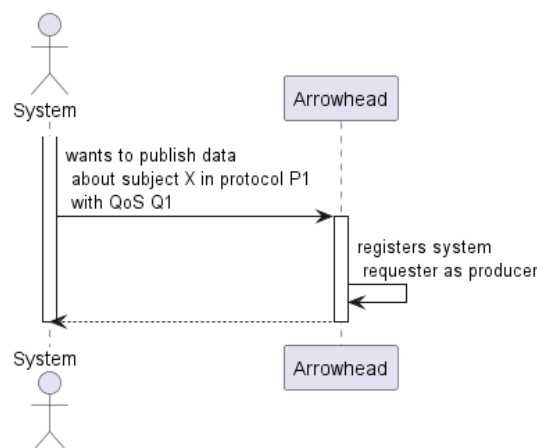 System
Arrowhead
wants to publish data
about subject X in protocol P1
with QoS Q1
registers system
requester as producer
System
Arrowhead